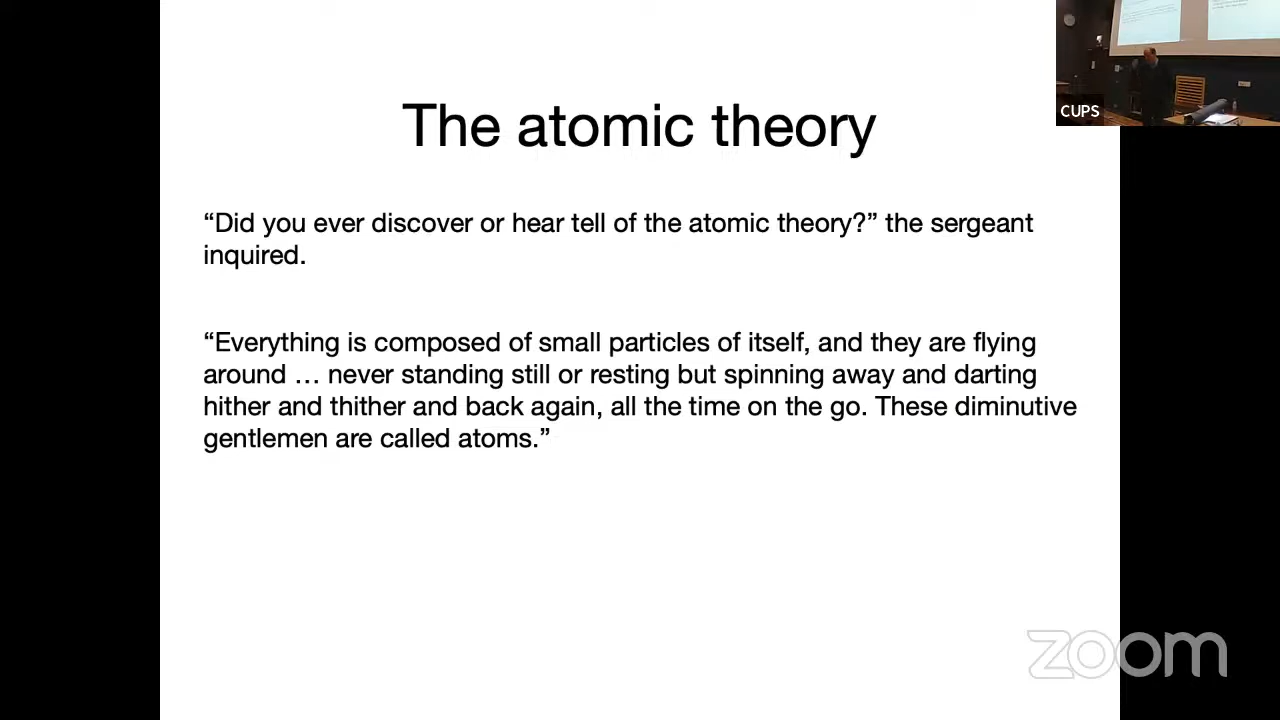 CUPS
The atomic theory
“Did you ever discover or hear tell of the atomic theory?” the sergeant
inquired.
“Everything is composed of small particles of itself, and they are flying
around … never standing still or resting but spinning away and darting
hither and thither and back again, all the time on the go. These diminutive
gentlemen are called atoms.”
zoom